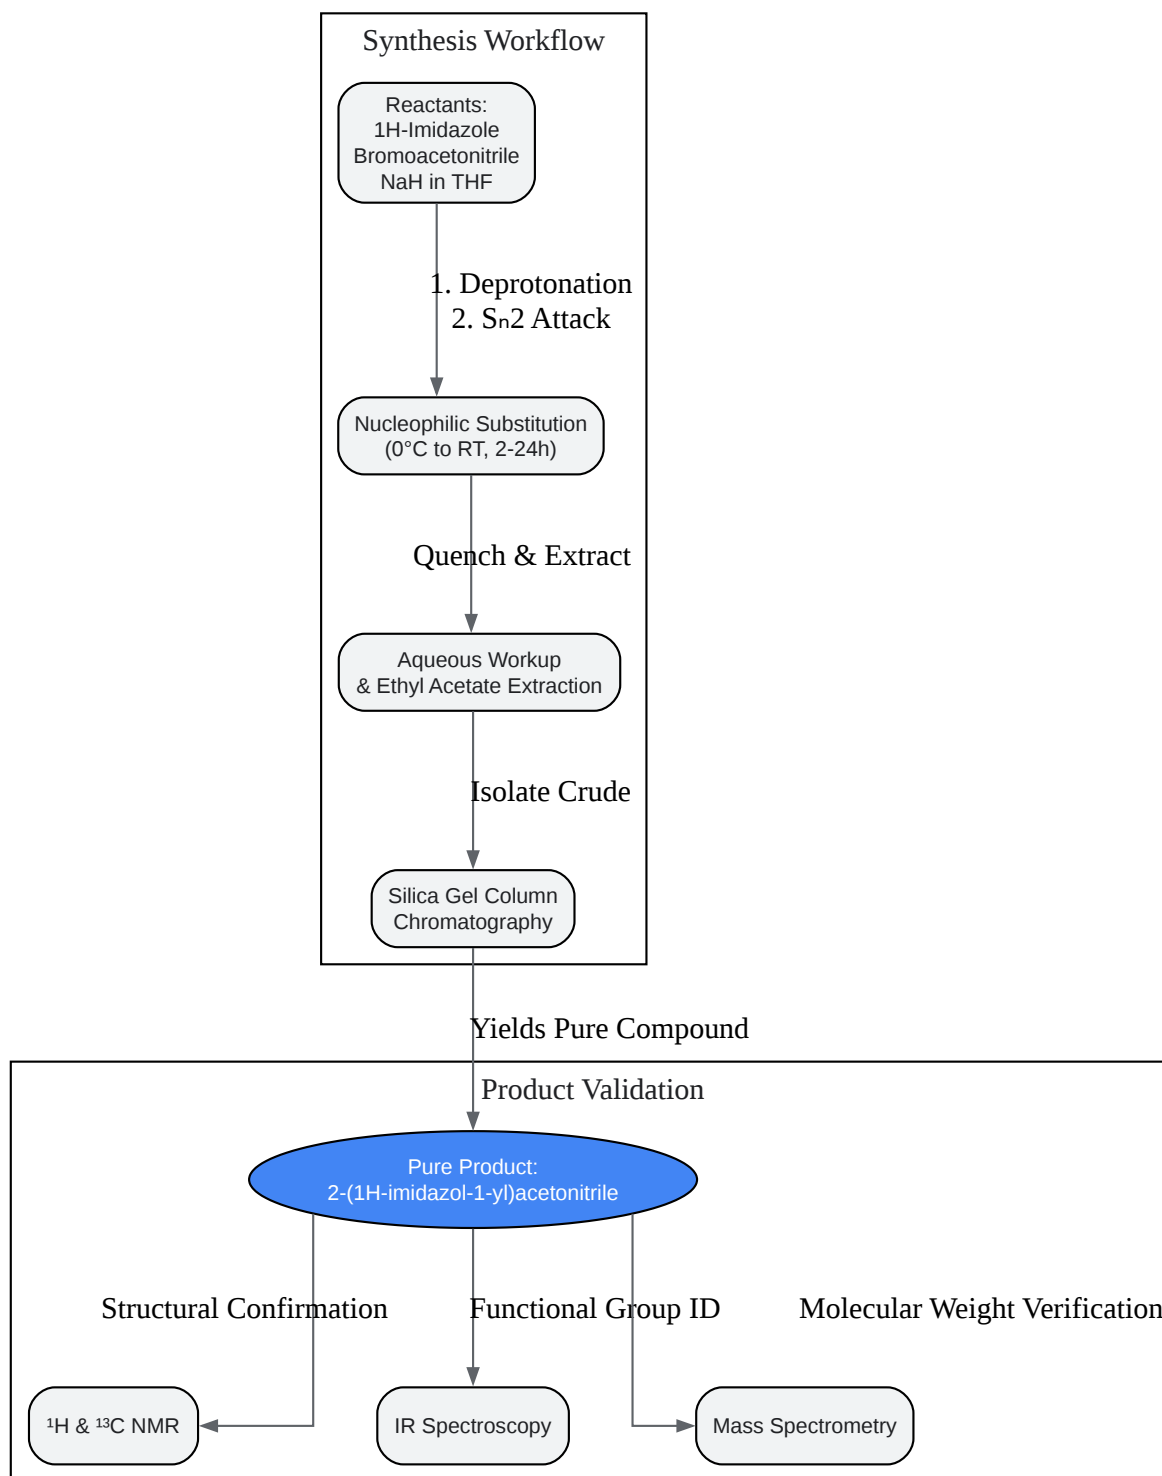 Synthesis Workflow
Reactants:
1H-Imidazole
Bromoacetonitrile
NaH in THF
1. Deprotonation
2. Sₙ2 Attack
Nucleophilic Substitution
(0°C to RT, 2-24h)
Quench & Extract
Aqueous Workup
& Ethyl Acetate Extraction
Isolate Crude
Silica Gel Column
Chromatography
Yields Pure Compound
Product Validation
Pure Product:
2-(1H-imidazol-1-yl)acetonitrile
Structural Confirmation
Functional Group ID
Molecular Weight Verification
¹H & ¹³C NMR
IR Spectroscopy
Mass Spectrometry